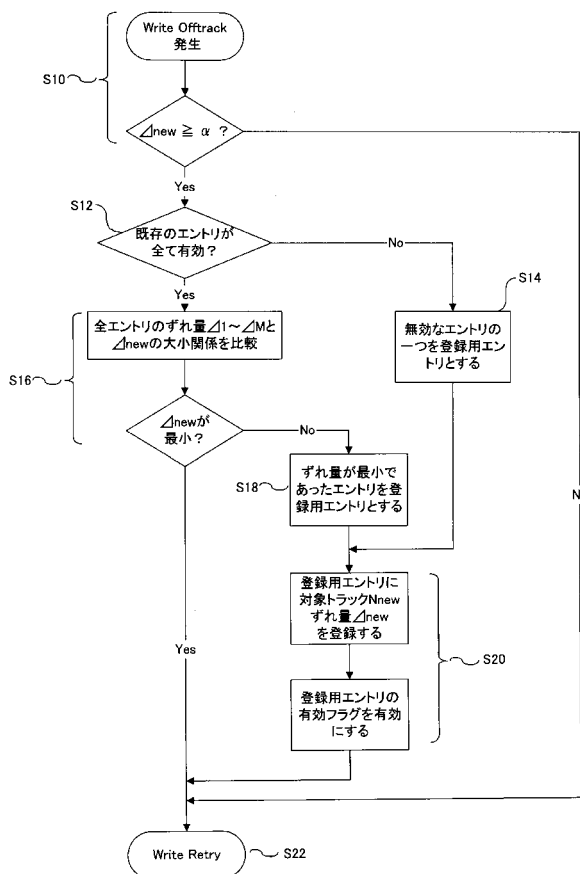 Write Offtrack
発生
S10
⊿new ≧ α ?
Yes
S12
既存のエントリが
全て有効?
No
S14
Yes
全エントリのずれ量⊿1～⊿Mと
⊿newの大小関係を比較
無効なエントリの
一つを登録用エント
リとする
S16
⊿newが
最小?
No
ずれ量が最小で
あったエントリを登
録用エントリとする
S18
N
登録用エントリに
対象トラックNnew
ずれ量⊿new
を登録する
Yes
S20
登録用エントリの
有効フラグを有効
にする
Write Retry
S22